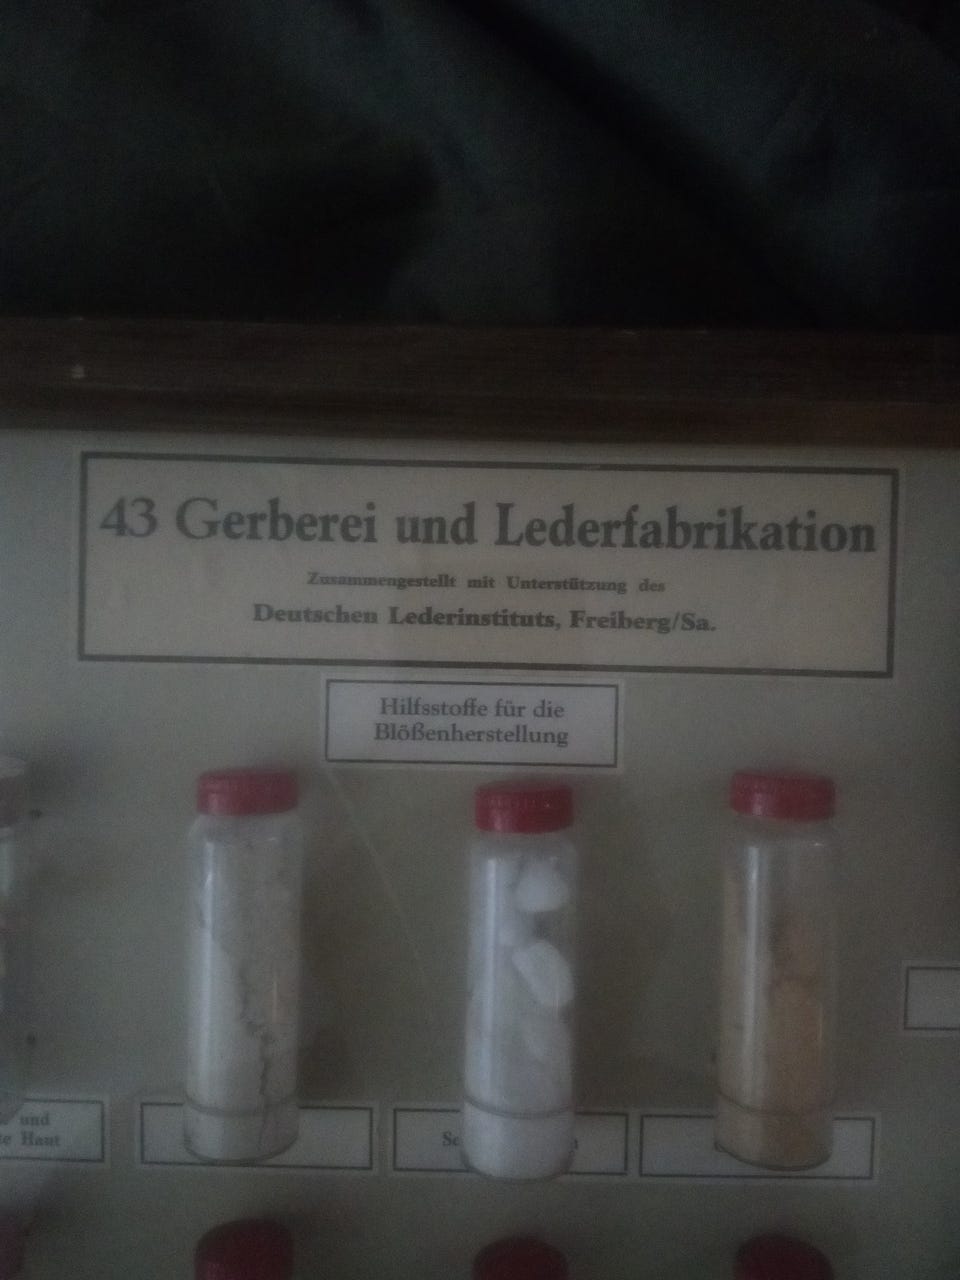 43 Gerberei und Lederfabrikation
Zusammengestellt mit Unterstützung des
Deutschen Lederinstituts, Freiberg/Sa.
Hilfsstoffe für die
Blößenherstellung
und
Haut